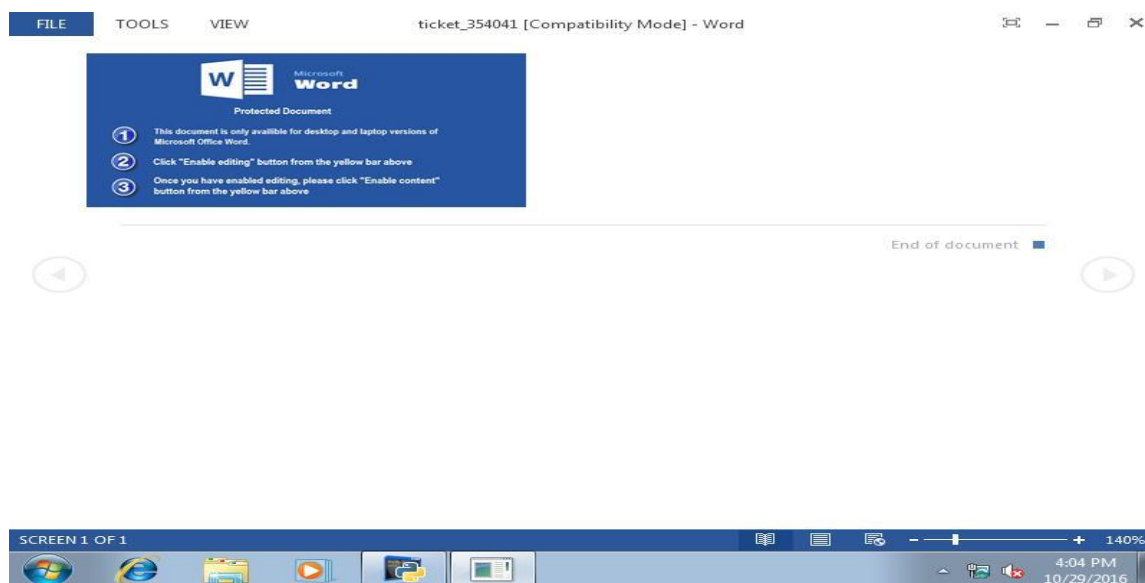 FILE TOOLS VIEW ticket_354041 [Compatibility Mode] - Word
W Microsoft
Word
Protected Document
1 This document is only availible for desktop and laptop versions of
Microsoft Office Word.
2 Click "Enable editing" button from the yellow bar above
3 Once you have enabled editing, please click "Enable content"
button from the yellow bar above
End of document
SCREEN 1 OF 1 140%
4:04 PM
10/29/2016